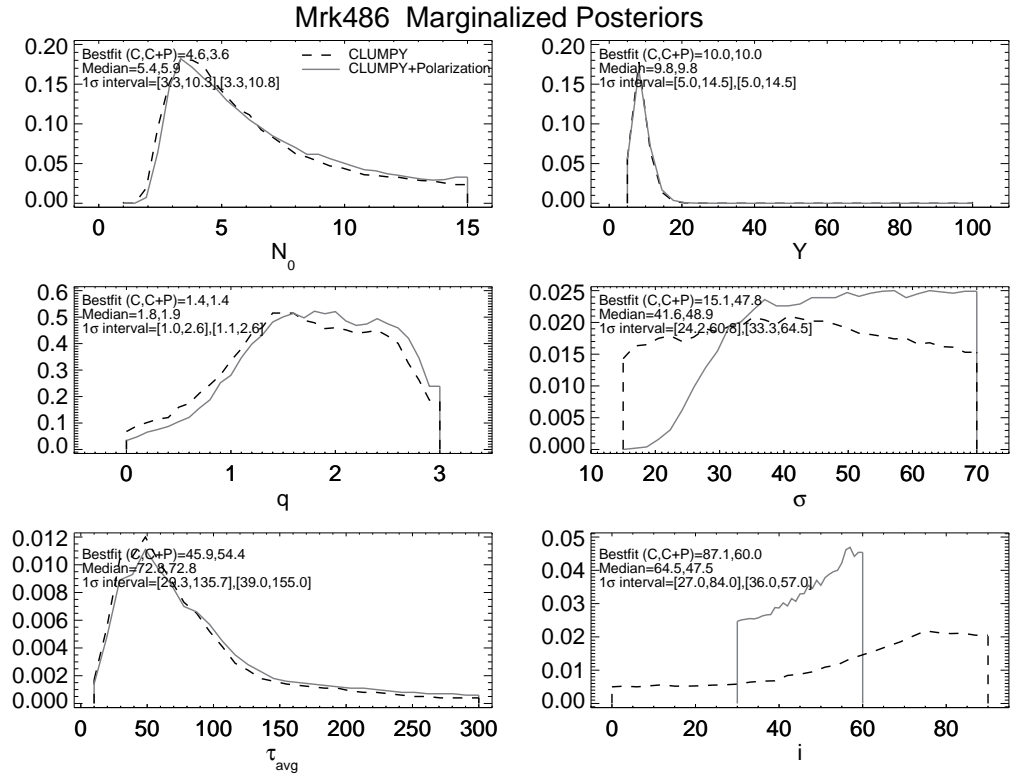 Mrk486 Marginalized Posteriors
Bestfit (C,C+P)=4.6,3.6
Median=5.4,5.9
1σ interval=[3.3,10.3],[3.3,10.8]
CLUMPY
CLUMPY+Polarization
0.20
0.15
0.10
0.05
0.00
0 5 10 15
N0
Bestfit (C,C+P)=10.0,10.0
Median=9.8,9.8
1σ interval=[5.0,14.5],[5.0,14.5]
0.20
0.15
0.10
0.05
0.00
0 20 40 60 80 100
Y
Bestfit (C,C+P)=1.4,1.4
Median=1.8,1.9
1σ interval=[1.0,2.6],[1.1,2.6]
0.6
0.5
0.4
0.3
0.2
0.1
0.0
0 1 2 3
q
Bestfit (C,C+P)=15.1,47.8
Median=41.6,48.9
1σ interval=[24.2,60.8],[33.3,64.5]
0.025
0.020
0.015
0.010
0.005
0.000
10 20 30 40 50 60 70
σ
Bestfit (C,C+P)=45.9,54.4
Median=72.8,72.8
1σ interval=[29.3,135.7],[39.0,155.0]
0.012
0.010
0.008
0.006
0.004
0.002
0.000
0 50 100 150 200 250 300
τavg
Bestfit (C,C+P)=87.1,60.0
Median=64.5,47.5
1σ interval=[27.0,84.0],[36.0,57.0]
0.05
0.04
0.03
0.02
0.01
0.00
0 20 40 60 80
i